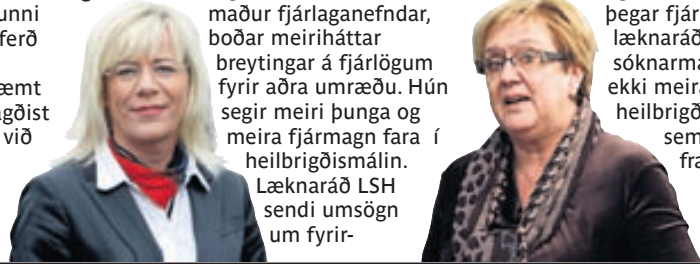 unni
ferð
æmt
agðist
við
maður fjárlaganefndar,
boðar meiriháttar
breytingar á fjárlögum
fyrir aðra umræðu. Hún
segir meiri þunga og
meira fjármagn fara í
heilbrigðismálin.
Læknaráð LSH
sendi umsögn
um fyrir-
þegar fjár
læknaráð
sóknarma
ekki meira
heilbrigð
sem
fra